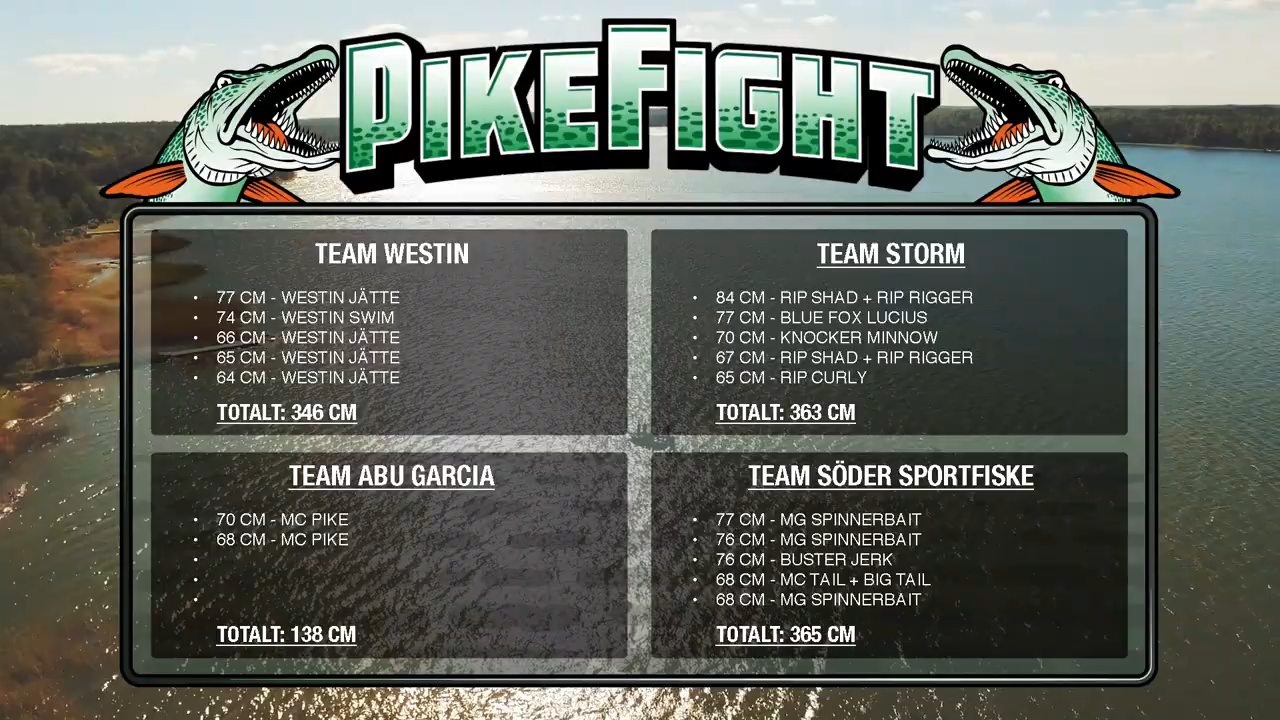 PIKEFIGHT
TEAM WESTIN
• 77 CM - WESTIN JÄTTE
• 74 CM - WESTIN SWIM
• 66 CM - WESTIN JÄTTE
• 65 CM - WESTIN JÄTTE
• 64 CM - WESTIN JÄTTE
TOTALT: 346 CM
TEAM STORM
• 84 CM - RIP SHAD + RIP RIGGER
• 77 CM - BLUE FOX LUCIUS
• 70 CM - KNOCKER MINNOW
• 67 CM - RIP SHAD + RIP RIGGER
• 65 CM - RIP CURLY
TOTALT: 363 CM
TEAM ABU GARCIA
• 70 CM - MC PIKE
• 68 CM - MC PIKE
•
•
•
TOTALT: 138 CM
TEAM SÖDER SPORTFISKE
• 77 CM - MG SPINNERBAIT
• 76 CM - MG SPINNERBAIT
• 76 CM - BUSTER JERK
• 68 CM - MC TAIL + BIG TAIL
• 68 CM - MG SPINNERBAIT
TOTALT: 365 CM